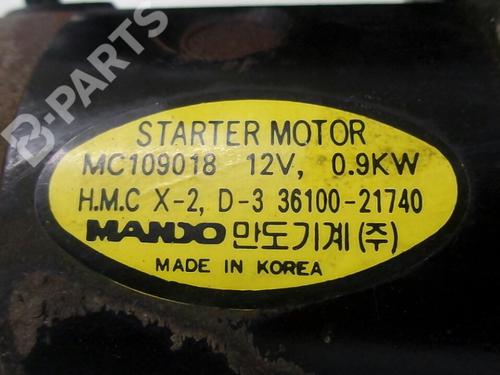 B-PARTS
STARTER MOTOR
MC109018 12V, 0.9KW
H.M.C X-2, D-3 36100-21740
MANDO 만도기계(주)
MADE IN KOREA